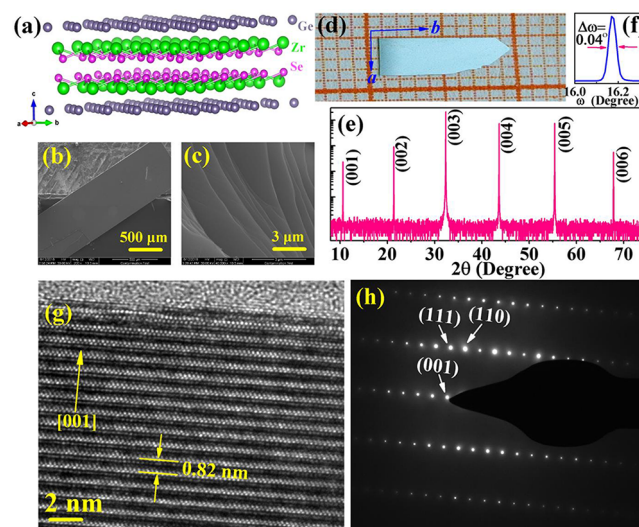 (a)
Ge
Zr
Se
c
a
b
(b)
500 μm
(c)
3 μm
(d)
b
a
(f)
Δω=
0.04°
16.0
16.2
ω (Degree)
(e)
(001)
(002)
(003)
(004)
(005)
(006)
10 20 30 40 50 60 70
2θ (Degree)
(g)
[001]
0.82 nm
2 nm
(h)
(111)
(110)
(001)